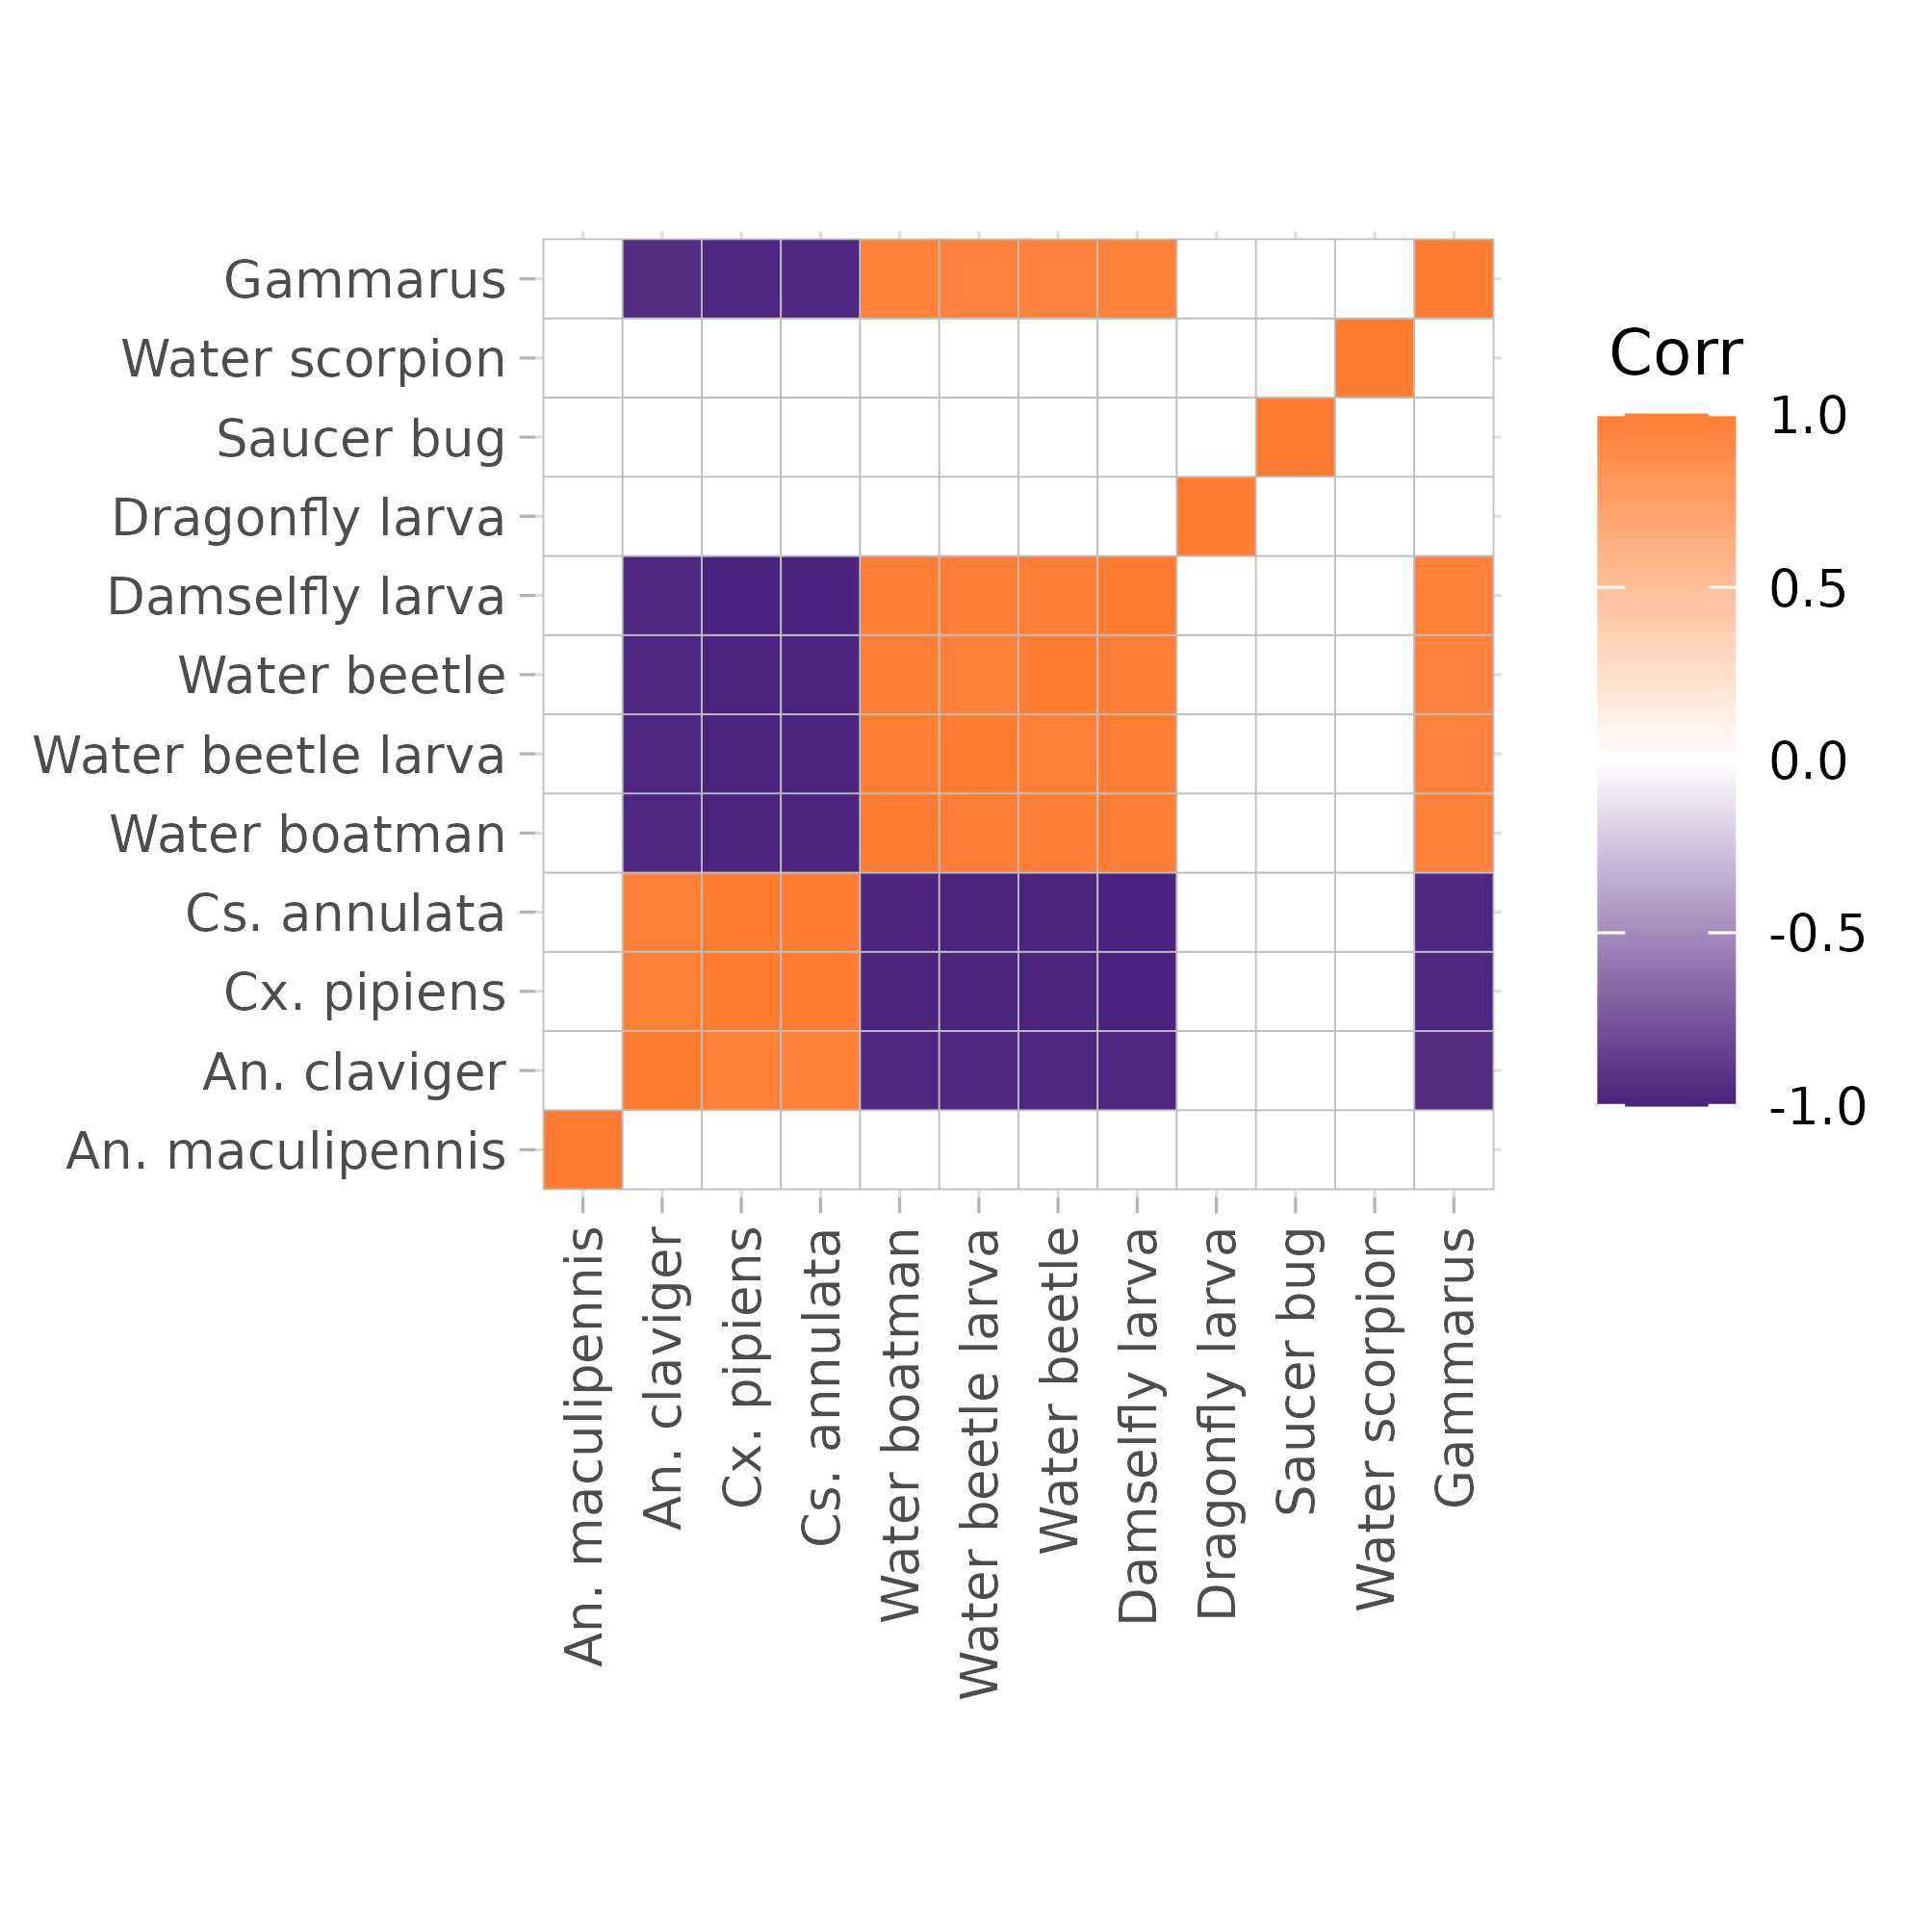 Gammarus
Water scorpion
Saucer bug
Dragonfly larva
Damselfly larva
Water beetle
Water beetle larva
Water boatman
Cs. annulata
Cx. pipiens
An. claviger
An. maculipennis
An. maculipennis
An. claviger
Cx. pipiens
Cs. annulata
Water boatman
Water beetle larva
Water beetle
Damselfly larva
Dragonfly larva
Saucer bug
Water scorpion
Gammarus
Corr
1.0
0.5
0.0
-0.5
-1.0